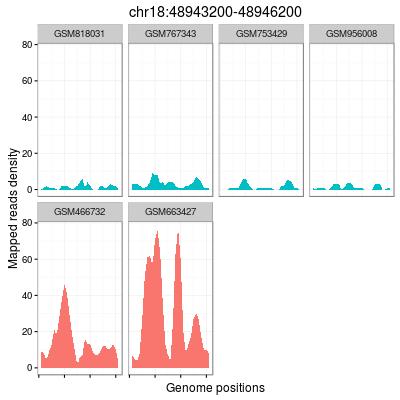 chr18:48943200-48946200
GSM818031 GSM767343 GSM753429 GSM956008
80
60
40
20
0
Mapped reads density
GSM466732 GSM663427
80
60
40
20
0
Genome positions